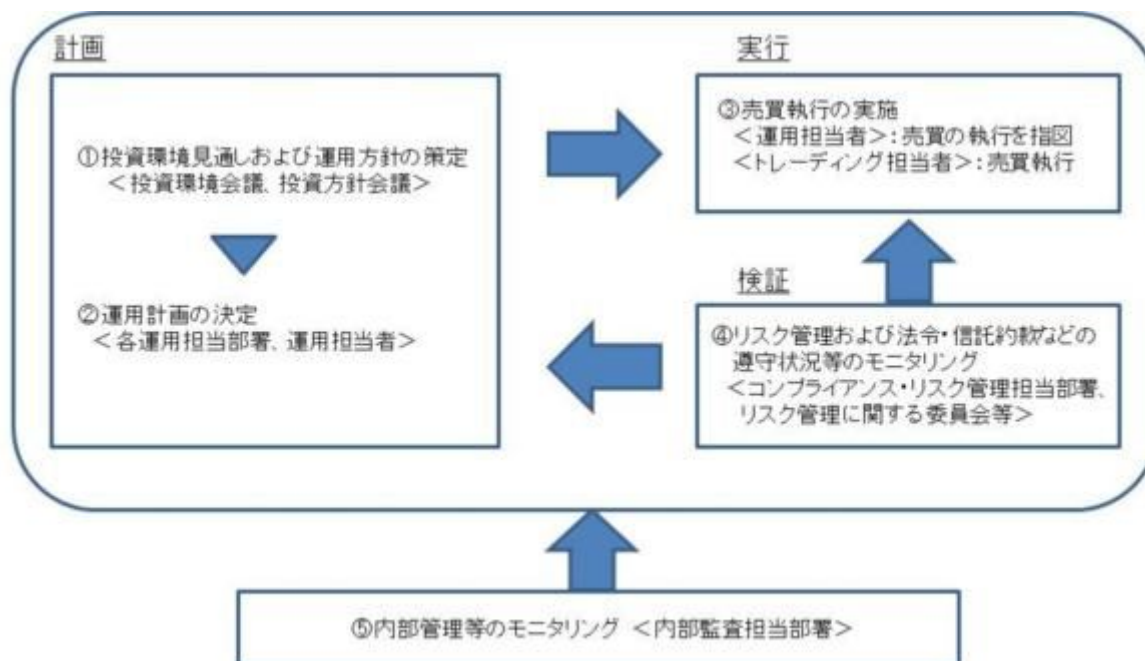 計画
①投資環境見通しおよび運用方針の策定
＜投資環境会議、投資方針会議＞
②運用計画の決定
＜各運用担当部署、運用担当者＞
実行
③売買執行の実施
＜運用担当者＞：売買の執行を指図
＜トレーディング担当者＞：売買執行
検証
④リスク管理および法令・信託約款などの
遵守状況等のモニタリング
＜コンプライアンス・リスク管理担当部署、
リスク管理に関する委員会等＞
⑤内部管理等のモニタリング ＜内部監査担当部署＞